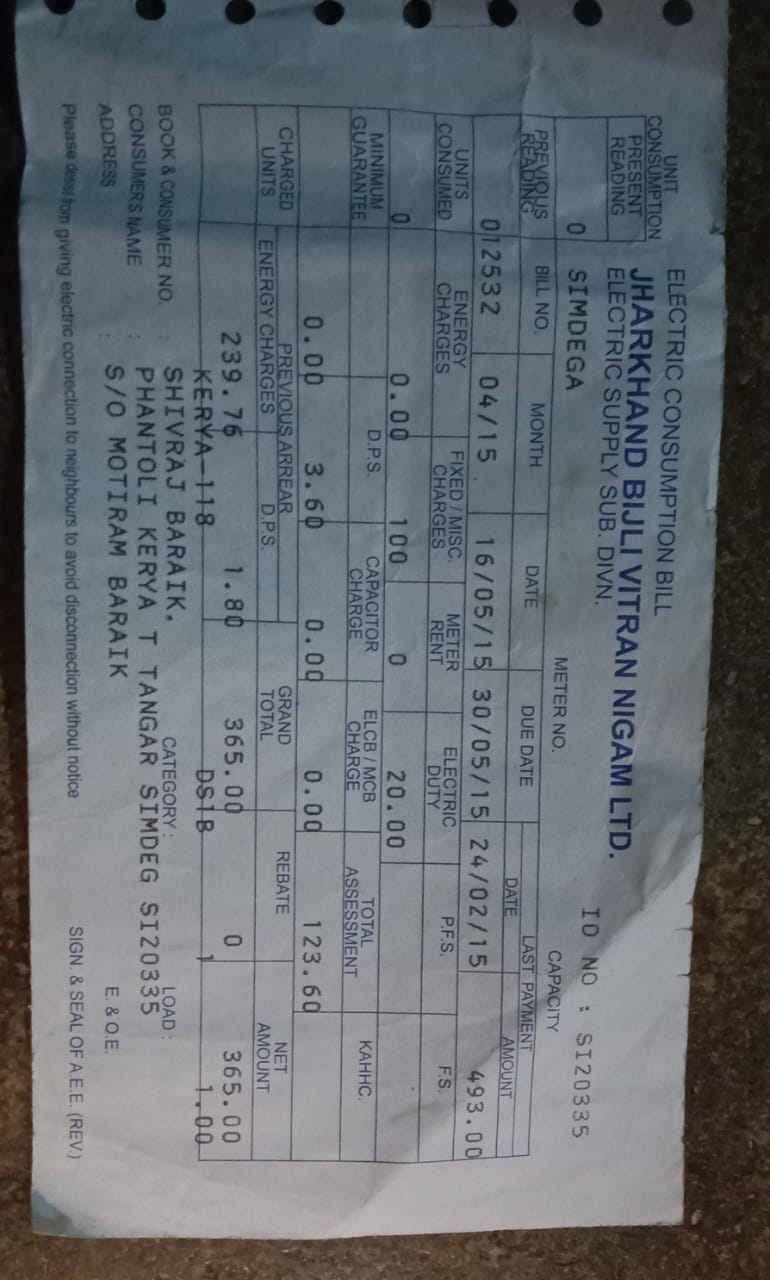 ELECTRIC CONSUMPTION BILL
JHARKHAND BIJLI VITRAN NIGAM LTD.
ELECTRIC SUPPLY SUB. DIVN.
ID NO : SI20335
SIMDEGA
METER NO.
CAPACITY
UNIT CONSUMPTION
PRESENT READING
0
PREVIOUS READING BILL NO. MONTH DATE DUE DATE LAST PAYMENT
DATE AMOUNT
012532 04/15 16/05/15 30/05/15 24/02/15 493.00
UNITS CONSUMED ENERGY CHARGES FIXED / MISC. CHARGES METER RENT ELECTRIC DUTY P.F.S. F.S.
0 0.00 100 0 20.00
MINIMUM GUARANTEE D.P.S. CAPACITOR CHARGE ELCB / MCB CHARGE TOTAL ASSESSMENT KAHHC.
0.00 3.60 0.00 0.00 123.60
CHARGED UNITS PREVIOUS ARREAR GRAND TOTAL REBATE NET AMOUNT
ENERGY CHARGES D.P.S.
239.76 1.80 365.00 0 365.00
KERYA-118 DS1B 1 1.00
BOOK & CONSUMER NO. : SHIVRAJ BARAIK. CATEGORY : LOAD :
CONSUMERS NAME : PHANTOLI KERYA T TANGAR SIMDEG SI20335
ADDRESS : S/O MOTIRAM BARAIK E. & O.E.
Please desist from giving electric connection to neighbours to avoid disconnection without notice SIGN. & SEAL OF A.E.E. (REV.)